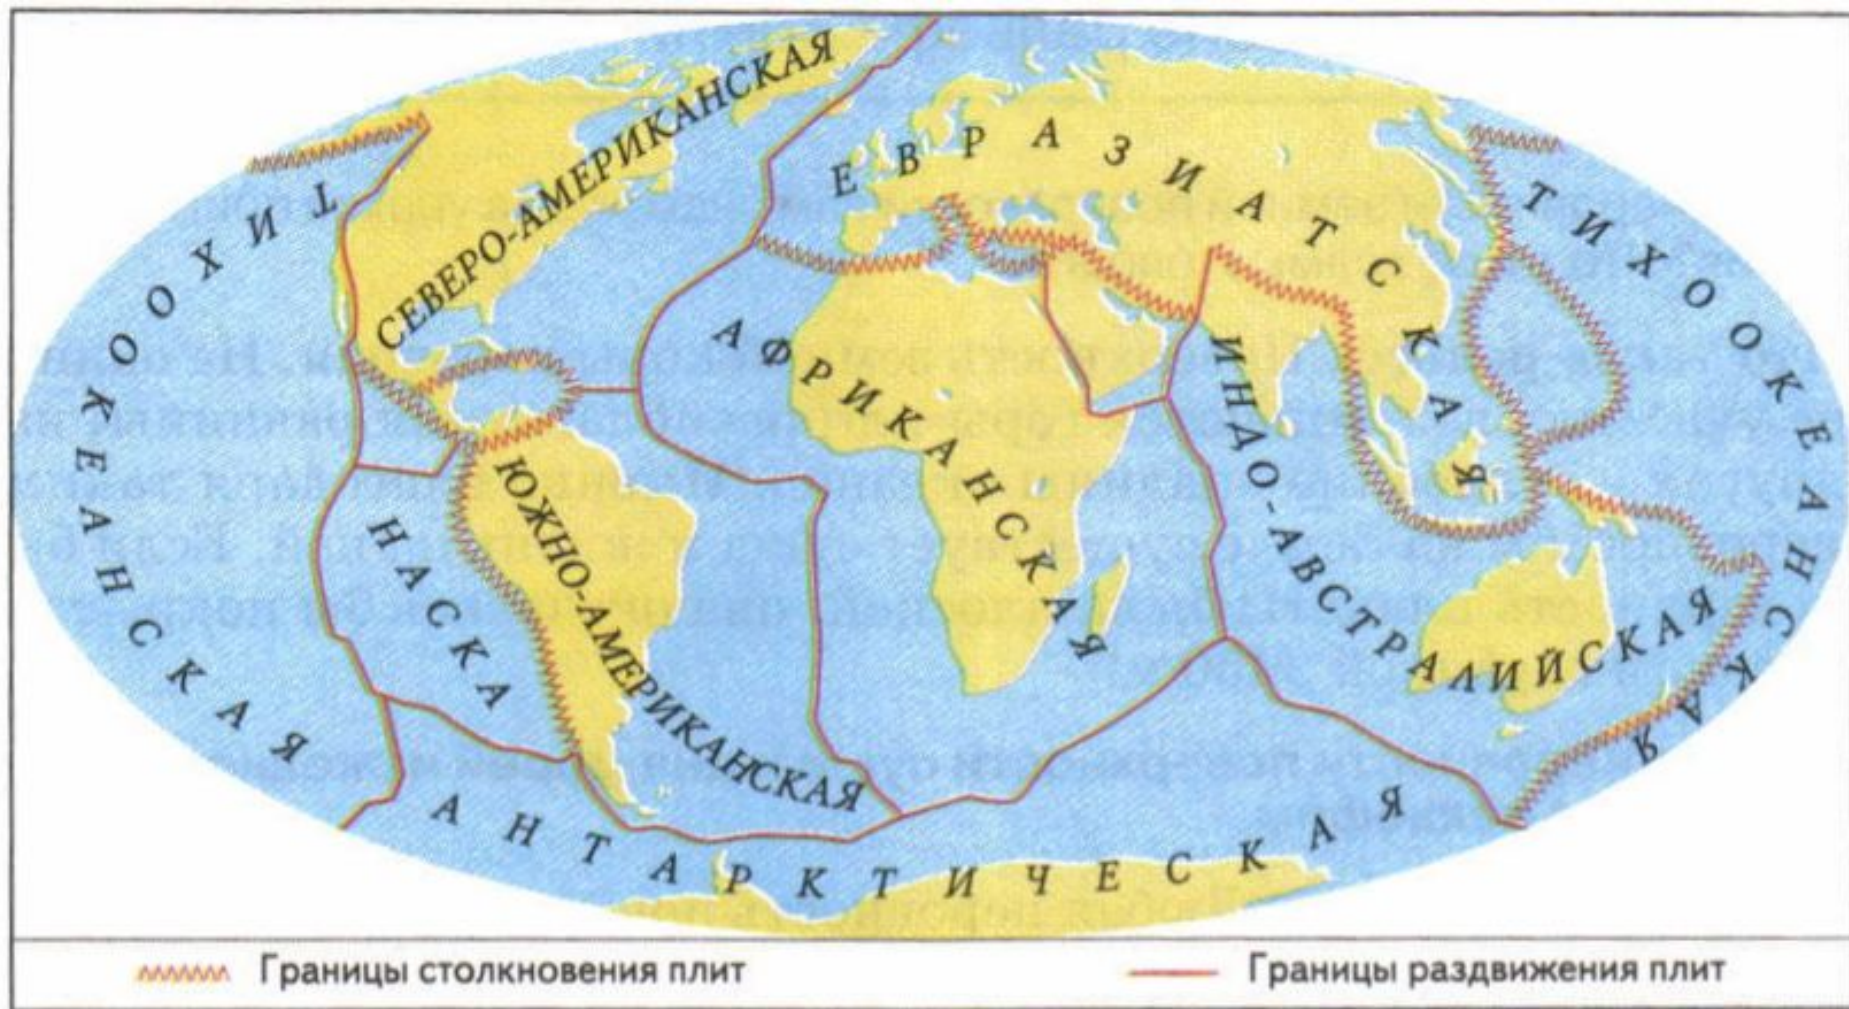 СЕВЕРО-АМЕРИКАНСКАЯ
ЕВРАЗИАТСКАЯ
ТИХООКЕАНСКАЯ
ТИХООКЕАНСКАЯ
АФРИКАНСКАЯ
ИНДО-АВСТРАЛИЙСКАЯ
НАСКА
ЮЖНО-АМЕРИКАНСКАЯ
АНТАРКТИЧЕСКАЯ
Границы столкновения плит
Границы раздвижения плит